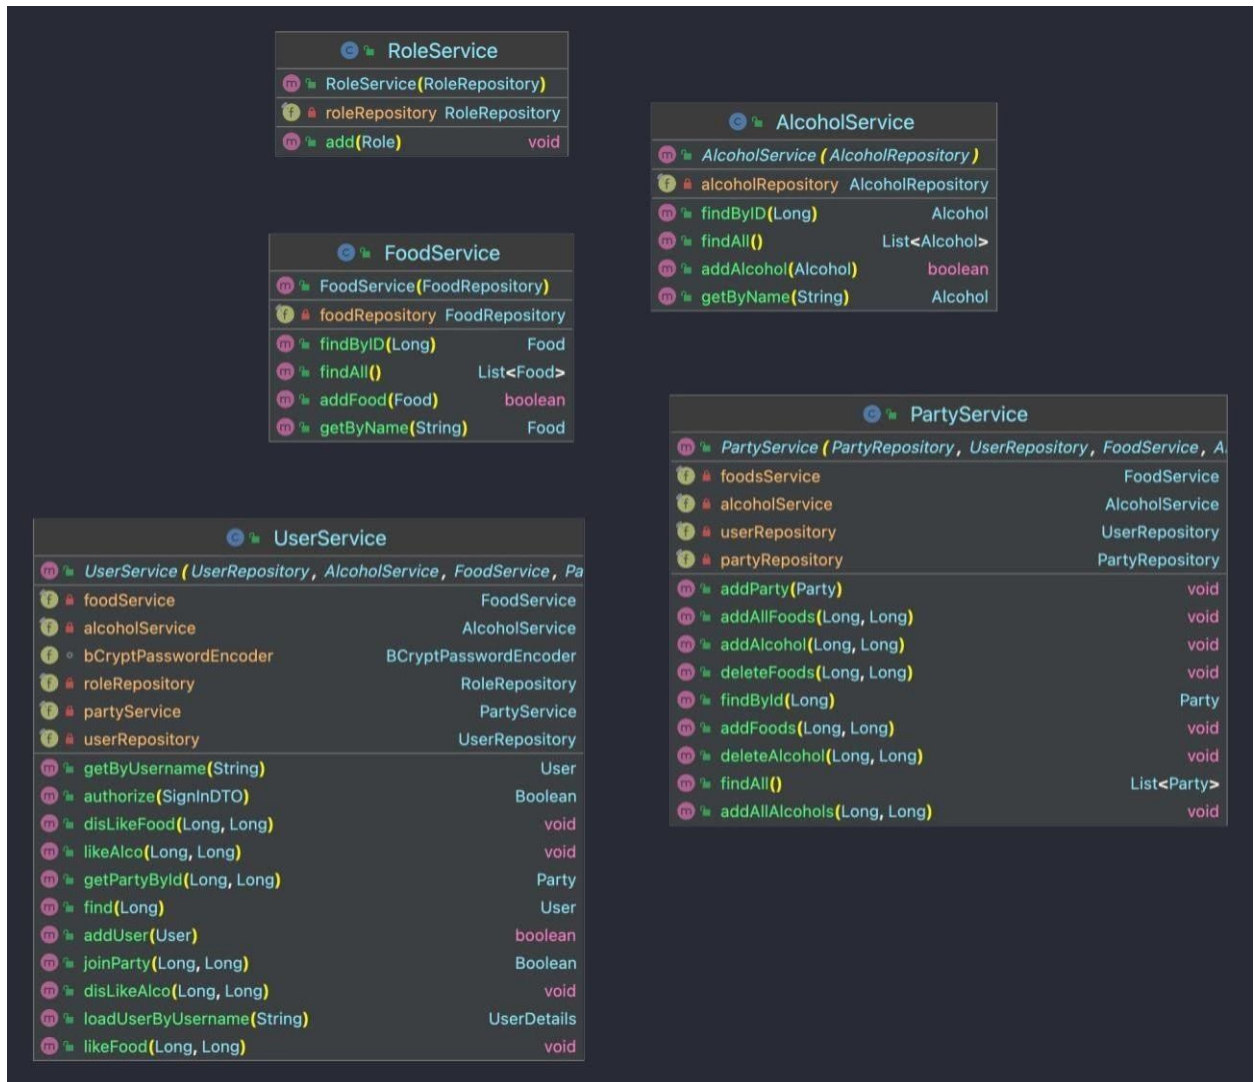 RoleService
RoleService(RoleRepository)
roleRepository RoleRepository
add(Role) void
AlcoholService
AlcoholService(AlcoholRepository)
alcoholRepository AlcoholRepository
findByID(Long) Alcohol
findAll() List<Alcohol>
addAlcohol(Alcohol) boolean
getByName(String) Alcohol
FoodService
FoodService(FoodRepository)
foodRepository FoodRepository
findByID(Long) Food
findAll() List<Food>
addFood(Food) boolean
getByName(String) Food
PartyService
PartyService(PartyRepository, UserRepository, FoodService, A
foodsService FoodService
alcoholService AlcoholService
userRepository UserRepository
partyRepository PartyRepository
addParty(Party) void
addAllFoods(Long, Long) void
addAlcohol(Long, Long) void
deleteFoods(Long, Long) void
findById(Long) Party
addFoods(Long, Long) void
deleteAlcohol(Long, Long) void
findAll() List<Party>
addAllAlcohols(Long, Long) void
UserService
UserService(UserRepository, AlcoholService, FoodService, Pa
foodService FoodService
alcoholService AlcoholService
bCryptPasswordEncoder BCryptPasswordEncoder
roleRepository RoleRepository
partyService PartyService
userRepository UserRepository
getByUsername(String) User
authorize(SignInDTO) Boolean
disLikeFood(Long, Long) void
likeAlco(Long, Long) void
getPartyById(Long, Long) Party
find(Long) User
addUser(User) boolean
joinParty(Long, Long) Boolean
disLikeAlco(Long, Long) void
loadUserByUsername(String) UserDetails
likeFood(Long, Long) void